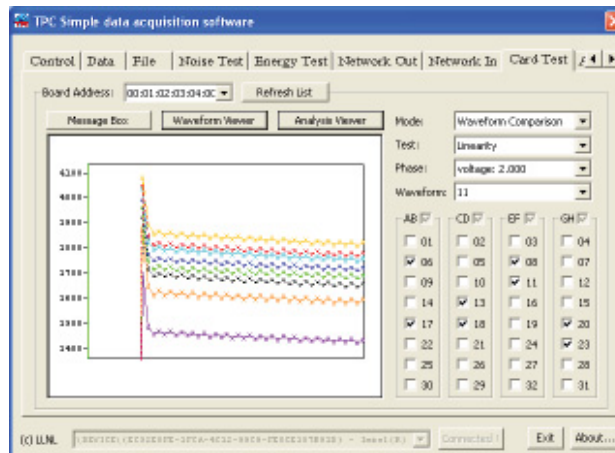 TPC Simple data acquisition software
Control Data File Noise Test Energy Test Network Out Network In Card Test
Board Address: 00:01:02:03:04:0C Refresh List
Message Box Waveform Viewer Analysis Viewer
Mode: Waveform Comparison
Test: Linearity
Phase: voltage: 2.000
Waveform: 11
4100
4000
3900
3800
3700
3600
3500
3400
AB CD EF GH
01 02 03 04
06 05 08 07
09 10 11 12
14 13 16 15
17 18 19 20
22 21 24 23
25 26 27 28
30 29 32 31
(c) LLNL Connected ! Exit About...